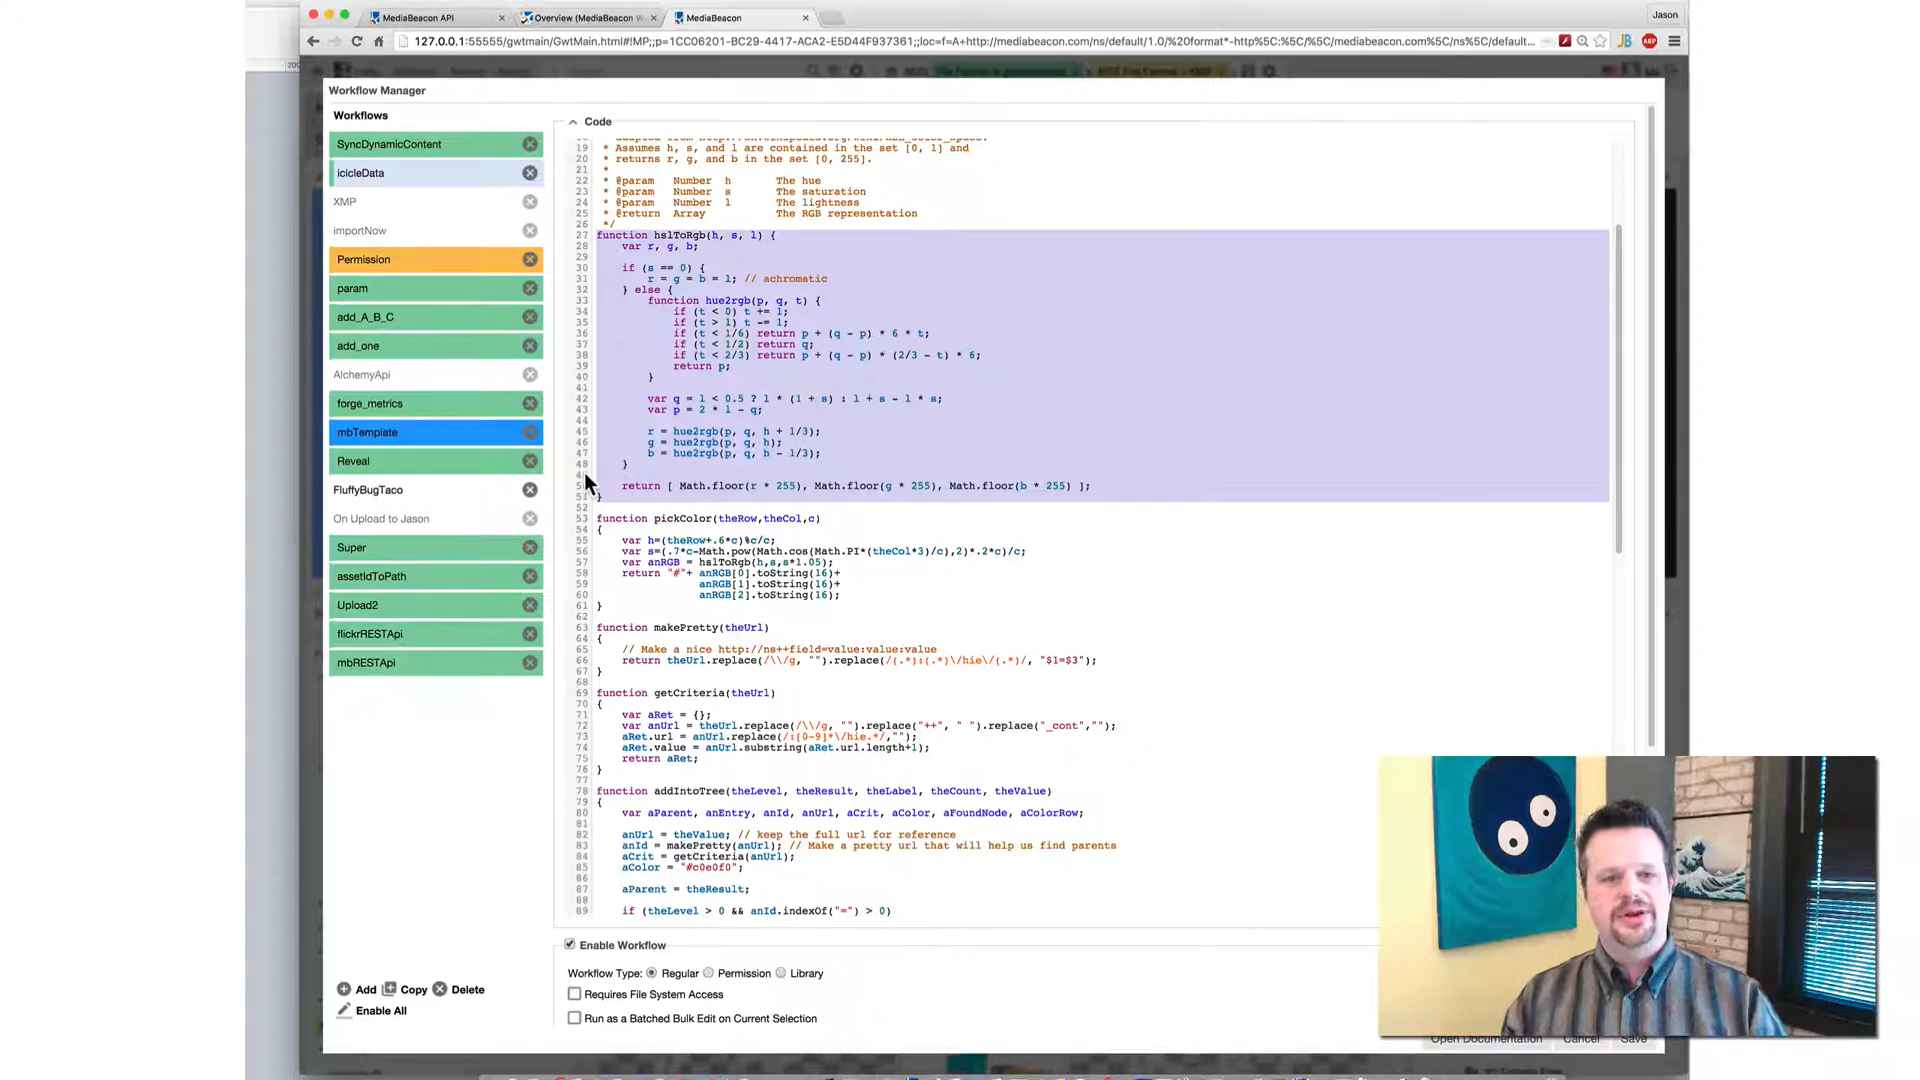 MediaBeacon API
Overview (MediaBeacon
MediaBeacon
Jason
127.0.0.1:55555/gwtmain/GwtMain.html#!MP;;p=1CC06201-BC29-4417-ACA2-E5D44F937361;;loc=f=A+http://mediabeacon.com/ns/default/1.0/%20format*-http%5C:%5C/%5C/mediabeacon.com%5C/ns%5C/default...
Workflow Manager
Workflows
Code
SyncDynamicContent
icicleData
XMP
importNow
Permission
param
add_A_B_C
add_one
AlchemyApi
forge_metrics
mbTemplate
Reveal
FluffyBugTaco
On Upload to Jason
Super
assetIdToPath
Upload2
flickrRESTApi
mbRESTApi
19 * Assumes h, s, and l are contained in the set [0, 1] and
20 * returns r, g, and b in the set [0, 255].
21 *
22 * @param Number h The hue
23 * @param Number s The saturation
24 * @param Number l The lightness
25 * @return Array The RGB representation
26 */
27 function hslToRgb(h, s, l) {
28 var r, g, b;
29
30 if (s == 0) {
31 r = g = b = l; // achromatic
32 } else {
33 function hue2rgb(p, q, t) {
34 if (t < 0) t += 1;
35 if (t > 1) t -= 1;
36 if (t < 1/6) return p + (q - p) * 6 * t;
37 if (t < 1/2) return q;
38 if (t < 2/3) return p + (q - p) * (2/3 - t) * 6;
39 return p;
40 }
41
42 var q = l < 0.5 ? l * (1 + s) : l + s - l * s;
43 var p = 2 * l - q;
44
45 r = hue2rgb(p, q, h + 1/3);
46 g = hue2rgb(p, q, h);
47 b = hue2rgb(p, q, h - 1/3);
48 }
return [ Math.floor(r * 255), Math.floor(g * 255), Math.floor(b * 255) ];
51 }
52
53 function pickColor(theRow,theCol,c)
54 {
55 var h=(theRow+.6*c)%c/c;
56 var s=(.7*c-Math.pow(Math.cos(Math.PI*(theCol*3)/c),2)*.2*c)/c;
57 var anRGB = hslToRgb(h,s,s*1.05);
58 return "#"+ anRGB[0].toString(16)+
59 anRGB[1].toString(16)+
60 anRGB[2].toString(16);
61 }
62
63 function makePretty(theUrl)
64 {
65 // Make a nice http://ns++field=value:value:value
66 return theUrl.replace(/\\/g, "").replace(/(.*):(.*)\/hie\/(.*)/, "$1=$3");
67 }
68
69 function getCriteria(theUrl)
70 {
71 var aRet = {};
72 var anUrl = theUrl.replace(/\\/g, "").replace("++", " ").replace("_cont","");
73 aRet.url = anUrl.replace(/:[0-9]*\/hie.*/,"");
74 aRet.value = anUrl.substring(aRet.url.length+1);
75 return aRet;
76 }
77
78 function addIntoTree(theLevel, theResult, theLabel, theCount, theValue)
79 {
80 var aParent, anEntry, anId, anUrl, aCrit, aColor, aFoundNode, aColorRow;
81
82 anUrl = theValue; // keep the full url for reference
83 anId = makePretty(anUrl); // Make a pretty url that will help us find parents
84 aCrit = getCriteria(anUrl);
85 aColor = "#c0e0f0";
86
87 aParent = theResult;
88
89 if (theLevel > 0 && anId.indexOf("=") > 0)
Enable Workflow
Workflow Type: Regular Permission Library
Requires File System Access
Run as a Batched Bulk Edit on Current Selection
Add Copy Delete
Enable All
Open Documentation Cancel Save